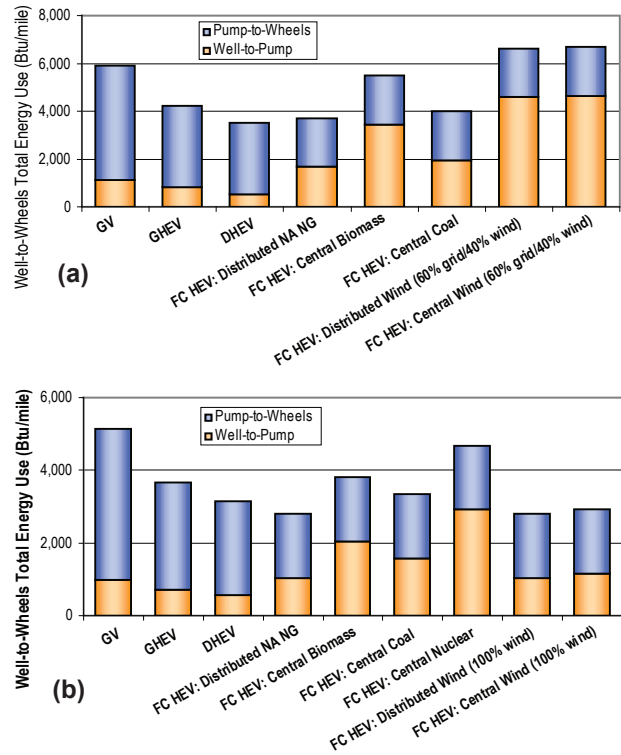 Well-to-Wheels Total Energy Use (Btu/mile)
8,000
6,000
4,000
2,000
0
Pump-to-Wheels
Well-to-Pump
GV
GHEV
DHEV
FC HEV: Distributed NA NG
FC HEV: Central Biomass
FC HEV: Central Coal
FC HEV: Distributed Wind (60% grid/40% wind)
FC HEV: Central Wind (60% grid/40% wind)
(a)
Well-to-Wheels Total Energy Use (Btu/mile)
6,000
4,000
2,000
0
Pump-to-Wheels
Well-to-Pump
GV
GHEV
DHEV
FC HEV: Distributed NA NG
FC HEV: Central Biomass
FC HEV: Central Coal
FC HEV: Central Nuclear
FC HEV: Distributed Wind (100% wind)
FC HEV: Central Wind (100% wind)
(b)